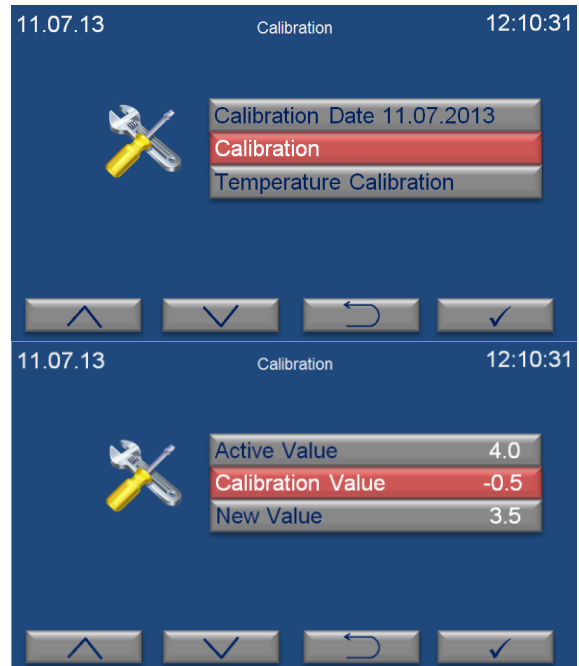 11.07.13 Calibration 12:10:31
Calibration Date 11.07.2013
Calibration
Temperature Calibration
11.07.13 Calibration 12:10:31
Active Value 4.0
Calibration Value -0.5
New Value 3.5